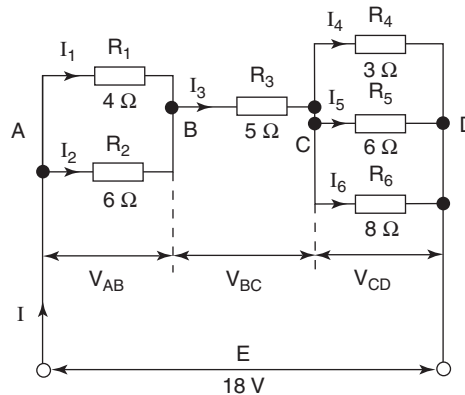 I₁ R₁ 4 Ω
A
I₂ R₂ 6 Ω
B
I₃ R₃ 5 Ω
C
I₄ R₄ 3 Ω
I₅ R₅ 6 Ω
D
I₆ R₆ 8 Ω
V_AB V_BC V_CD
I
E
18 V